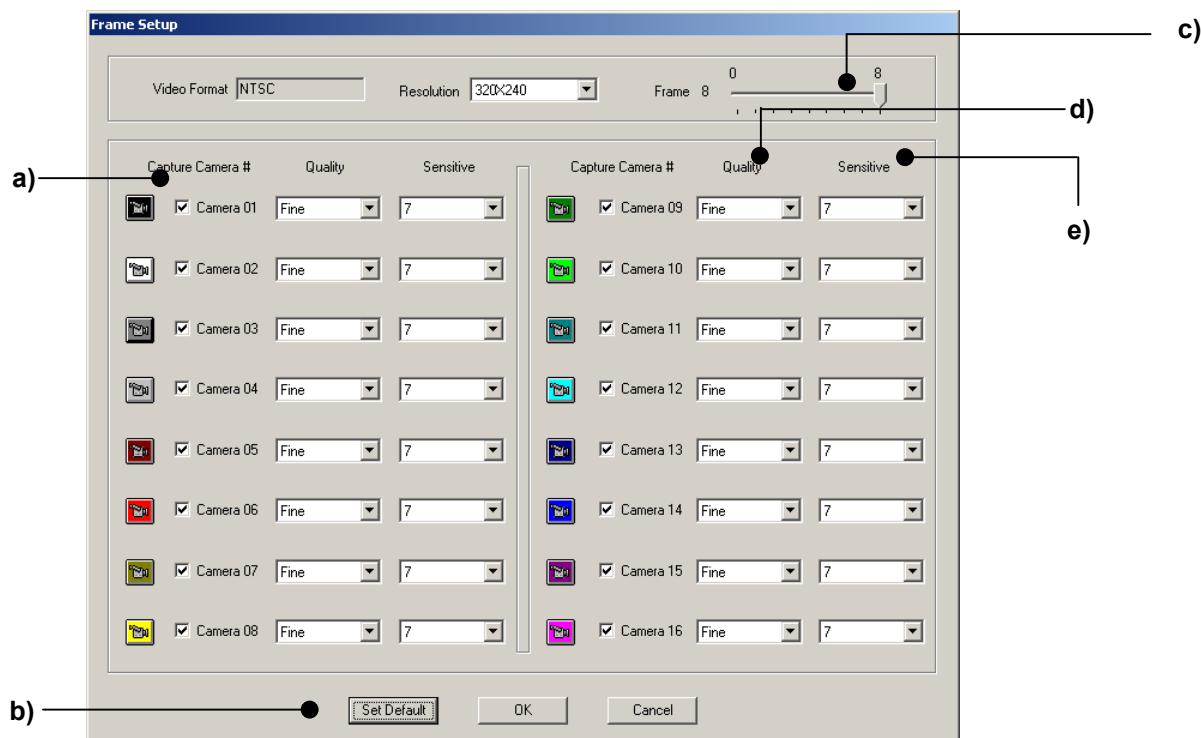 Frame Setup
c)
Video Format NTSC Resolution 320X240 Frame 8 0 8
d)
a)
Capture Camera # Quality Sensitive Capture Camera # Quality Sensitive
e)
Camera 01 Fine 7 Camera 09 Fine 7
Camera 02 Fine 7 Camera 10 Fine 7
Camera 03 Fine 7 Camera 11 Fine 7
Camera 04 Fine 7 Camera 12 Fine 7
Camera 05 Fine 7 Camera 13 Fine 7
Camera 06 Fine 7 Camera 14 Fine 7
Camera 07 Fine 7 Camera 15 Fine 7
Camera 08 Fine 7 Camera 16 Fine 7
b)
Set Default OK Cancel